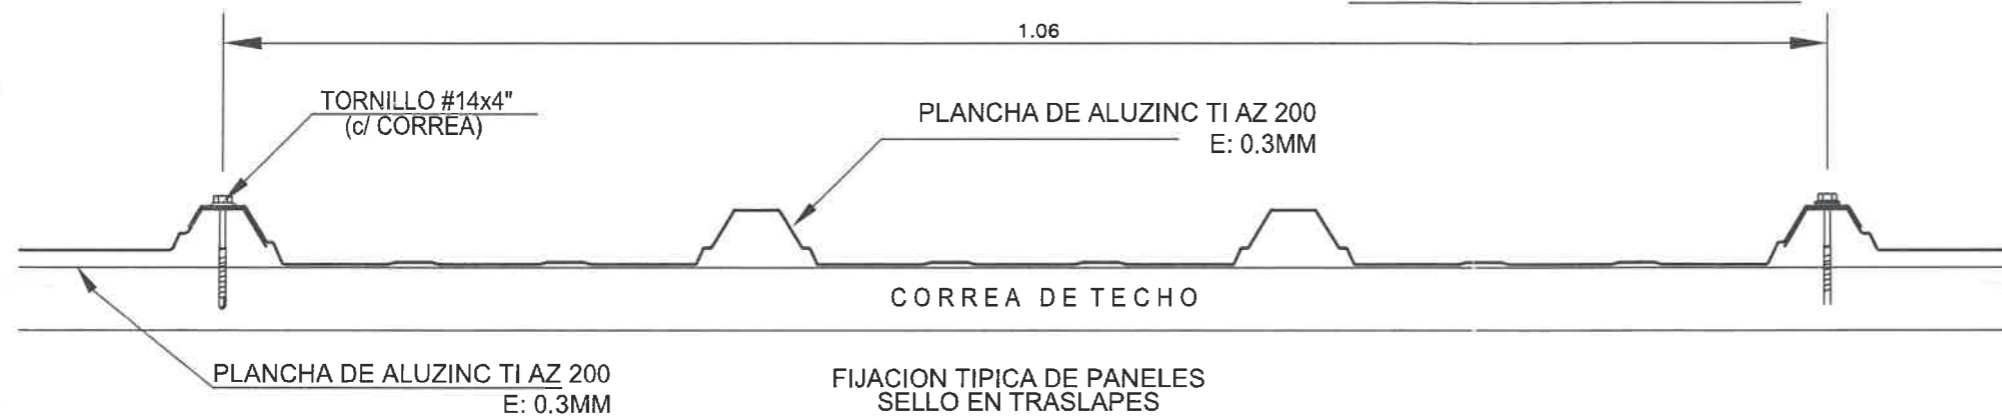 1.06
TORNILLO #14x4"
(c/ CORREA)
PLANCHA DE ALUZINC TI AZ 200
E: 0.3MM
CORREA DE TECHO
PLANCHA DE ALUZINC TI AZ 200
E: 0.3MM
FIJACION TIPICA DE PANELES
SELLO EN TRASLAPES